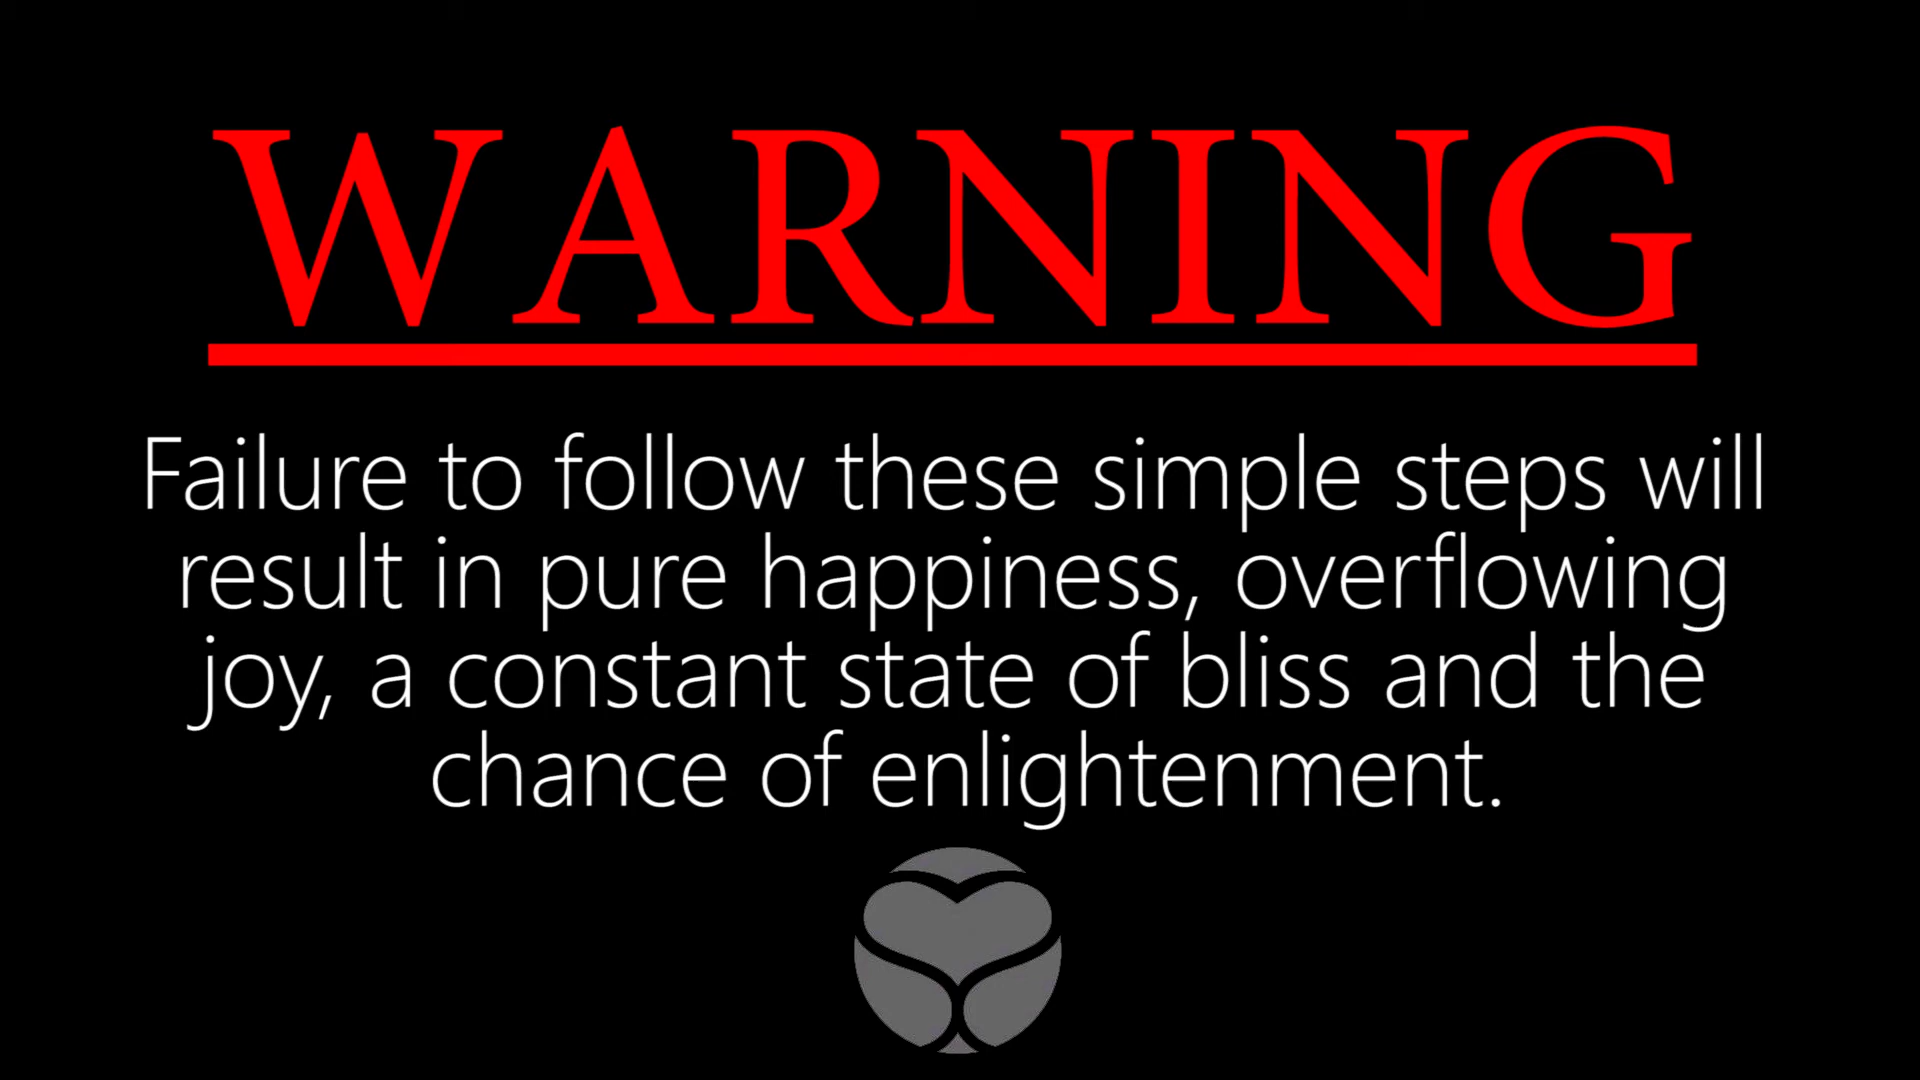 WARNING
Failure to follow these simple steps will
result in pure happiness, overflowing
joy, a constant state of bliss and the
chance of enlightenment.